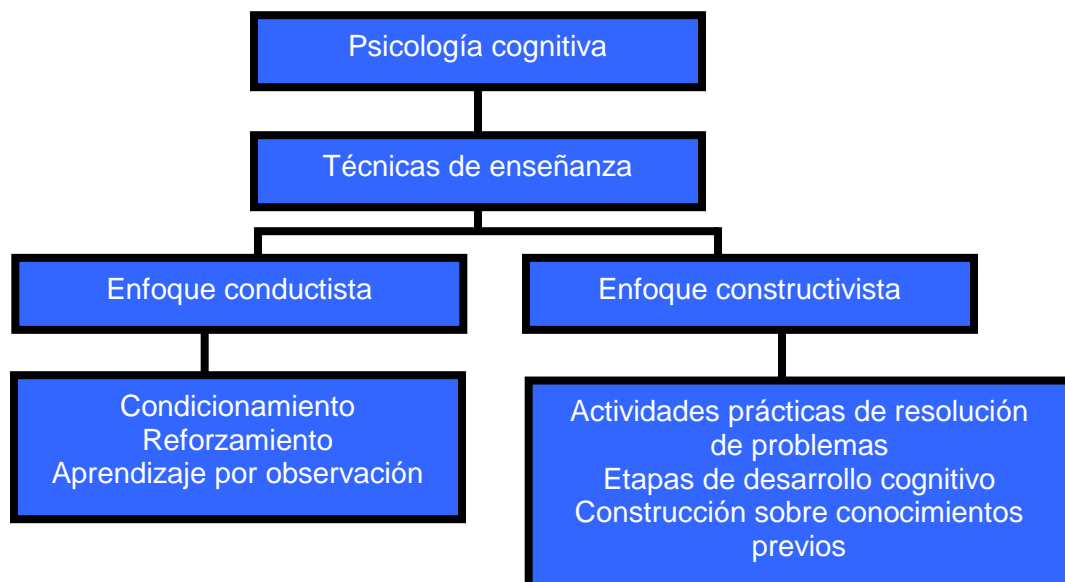 Psicología cognitiva
Técnicas de enseñanza
Enfoque conductista
Enfoque constructivista
Condicionamiento
Reforzamiento
Aprendizaje por observación
Actividades prácticas de resolución
de problemas
Etapas de desarrollo cognitivo
Construcción sobre conocimientos
previos